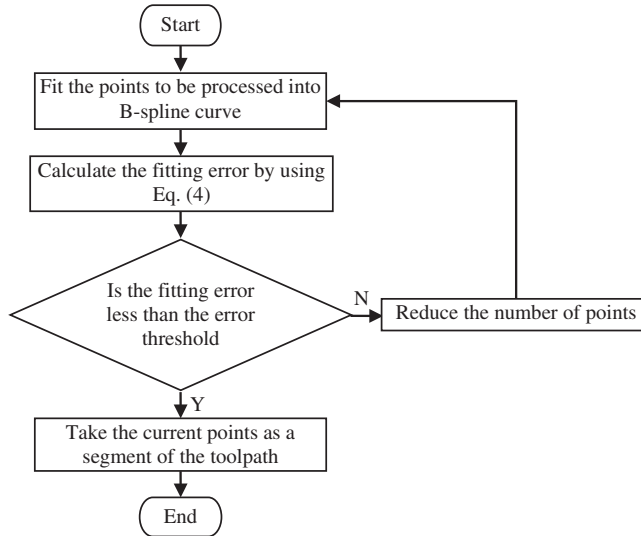 Start
Fit the points to be processed into
B-spline curve
Calculate the fitting error by using
Eq. (4)
Is the fitting error
less than the error
threshold
N
Reduce the number of points
Y
Take the current points as a
segment of the toolpath
End